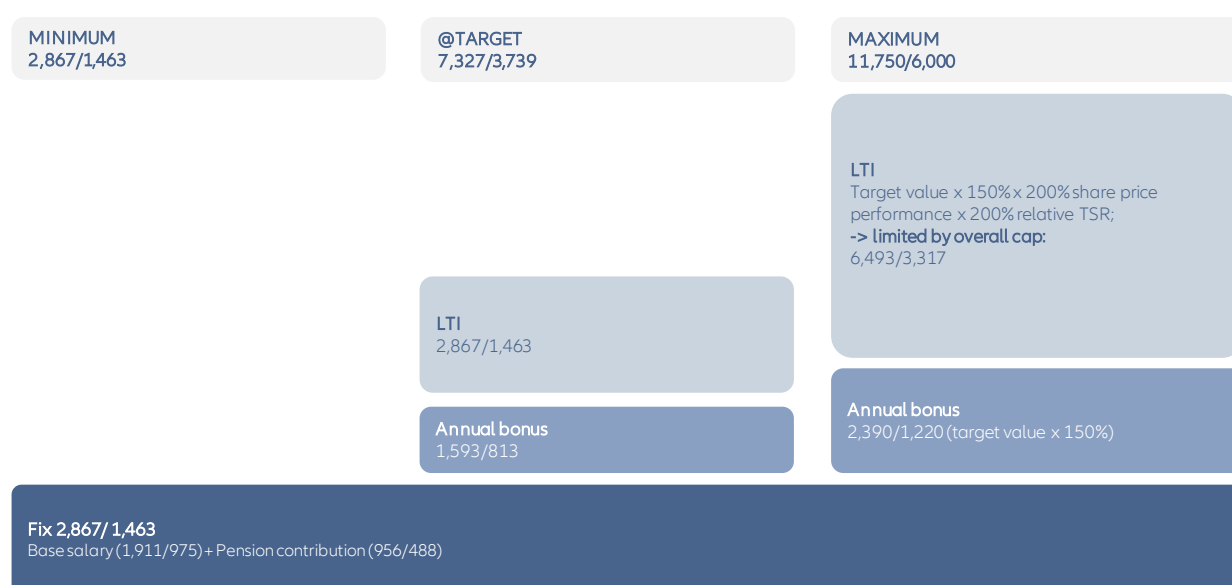 MINIMUM
2,867/1,463
@TARGET
7,327/3,739
MAXIMUM
11,750/6,000
LTI
Target value x 150% x 200% share price
performance x 200% relative TSR;
-> limited by overall cap:
6,493/3,317
LTI
2,867/1,463
Annual bonus
1,593/813
Annual bonus
2,390/1,220 (target value x 150%)
Fix 2,867/ 1,463
Base salary (1,911/975) + Pension contribution (956/488)